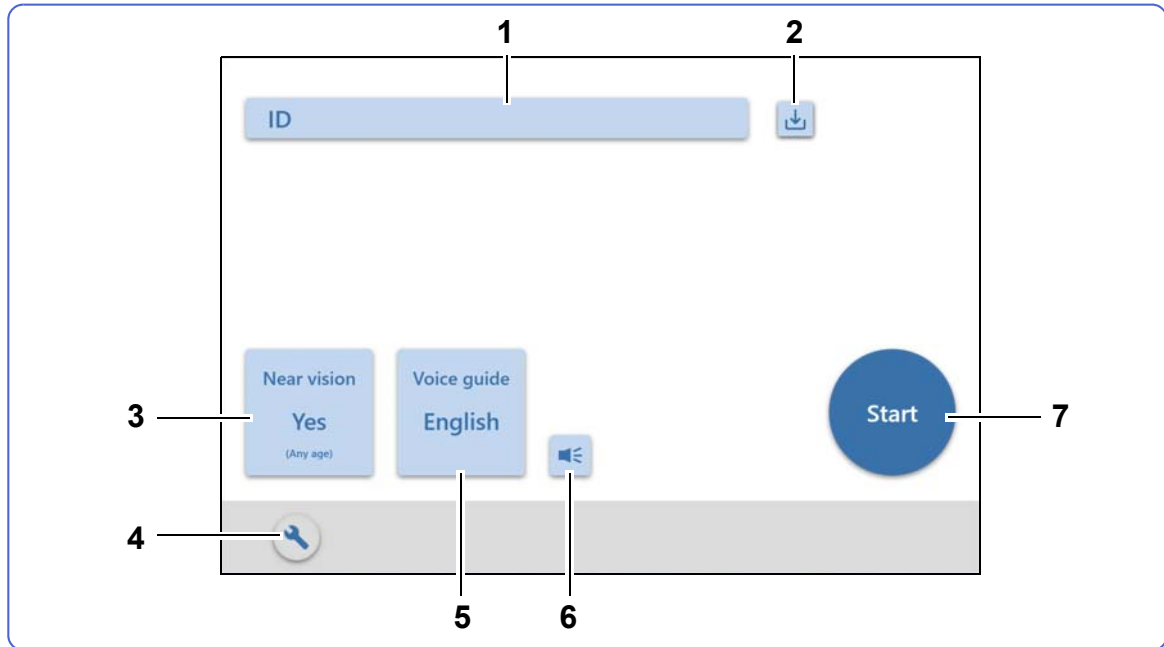 1 2
ID
Near vision
Yes
(Any age)
Voice guide
English
Start
3
7
4
5 6